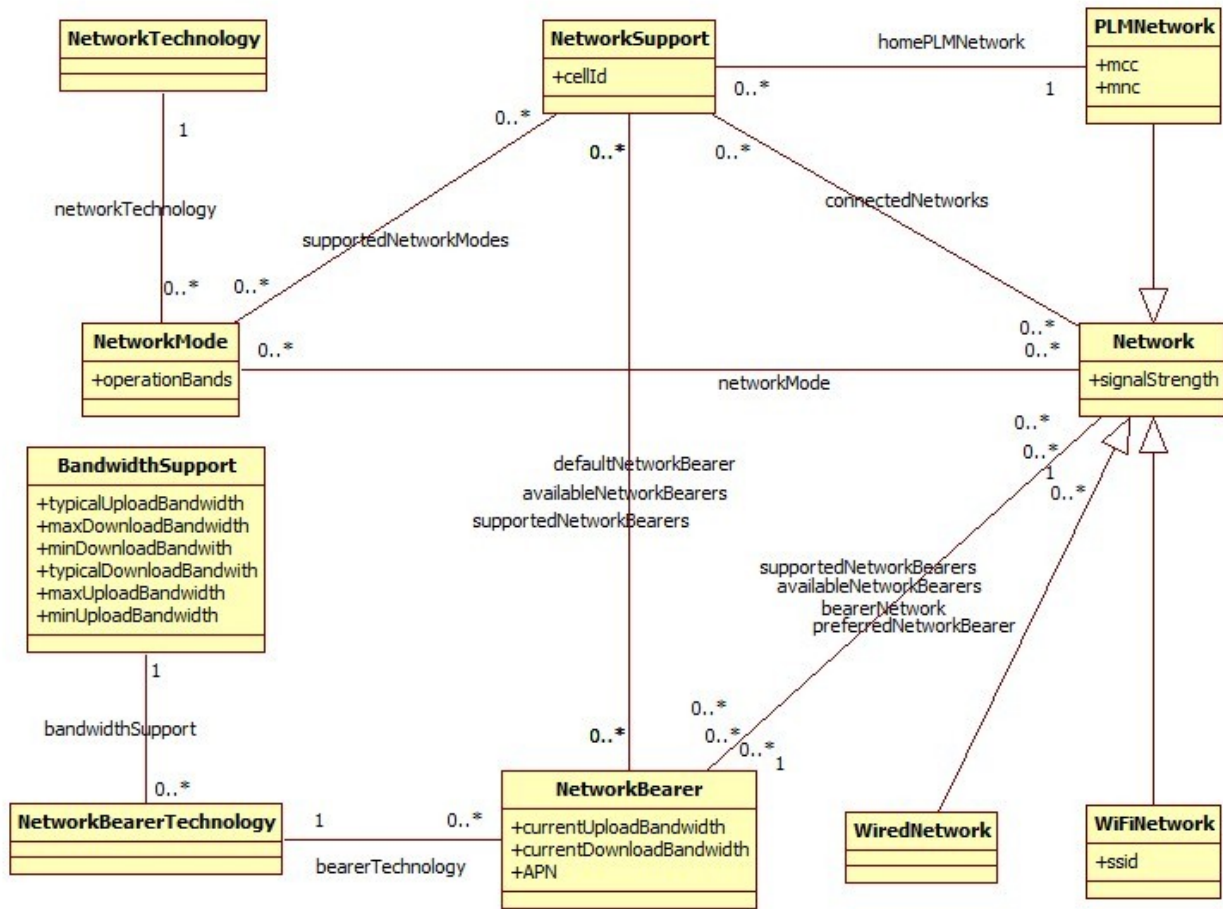 NetworkTechnology
NetworkSupport
+cellId
PLMNetwork
+mcc
+mnc
homePLMNetwork
0..*
1
0..*
1
0..*
0..*
networkTechnology
connectedNetworks
supportedNetworkModes
0..*
0..*
0..*
NetworkMode
+operationBands
0..*
0..*
networkMode
Network
+signalStrength
0..*
0..*
1
0..*
BandwidthSupport
+typicalUploadBandwidth
+maxDownloadBandwidth
+minDownloadBandwith
+typicalDownloadBandwith
+maxUploadBandwidth
+minUploadBandwidth
defaultNetworkBearer
availableNetworkBearers
supportedNetworkBearers
supportedNetworkBearers
availableNetworkBearers
bearerNetwork
preferredNetworkBearer
1
bandwidthSupport
0..*
0..*
0..*
0..*
0..*
1
NetworkBearerTechnology
1
0..*
bearerTechnology
NetworkBearer
+currentUploadBandwidth
+currentDownloadBandwidth
+APN
WiredNetwork
WiFiNetwork
+ssid